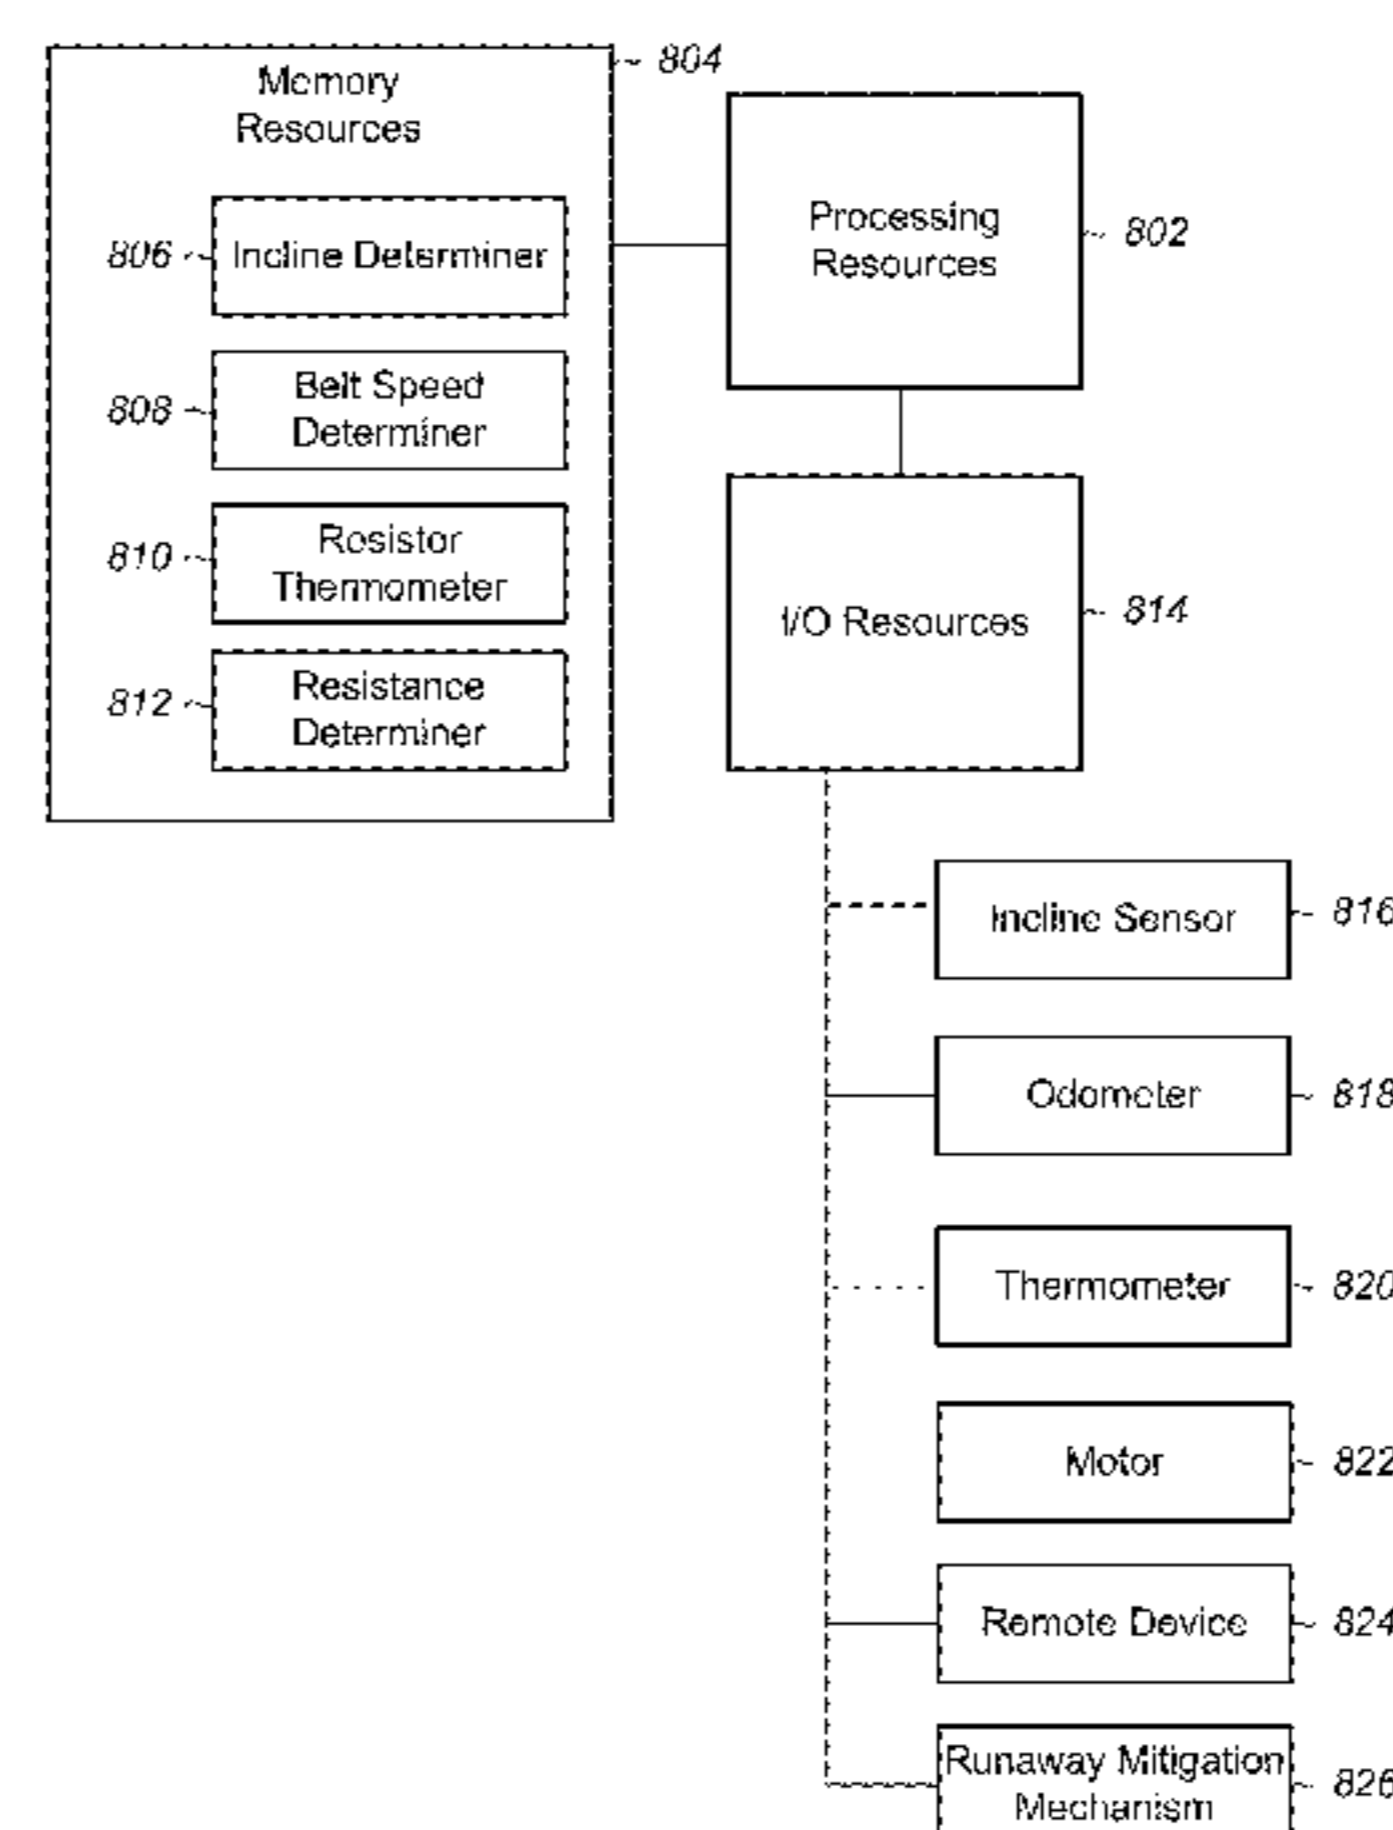 Memory
Resources
804
806
Incline Determiner
808
Belt Speed
Determiner
810
Resistor
Thermometer
812
Resistance
Determiner
Processing
Resources
802
I/O Resources
814
Incline Sensor
816
Odometer
818
Thermometer
820
Motor
822
Remote Device
824
Runaway Mitigation
Mechanism
826